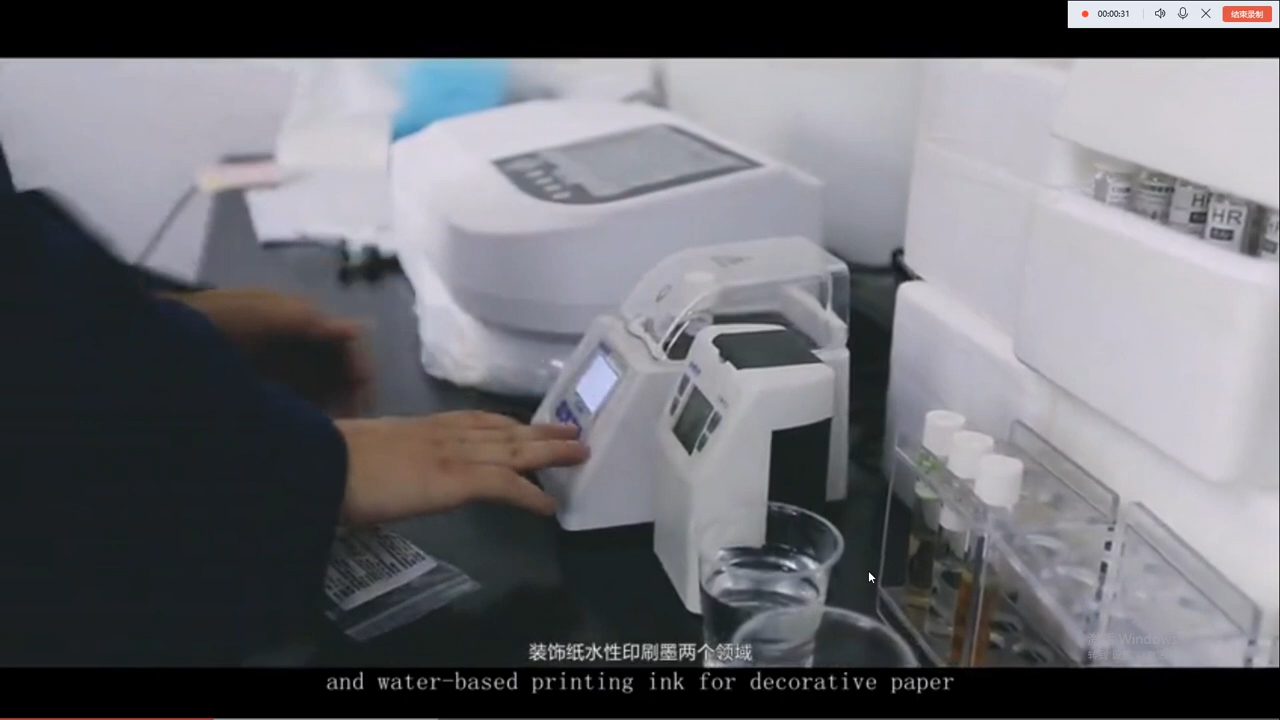 00:00:31
结束录制
HR
装饰纸水性印刷墨两个领域
and water-based printing ink for decorative paper